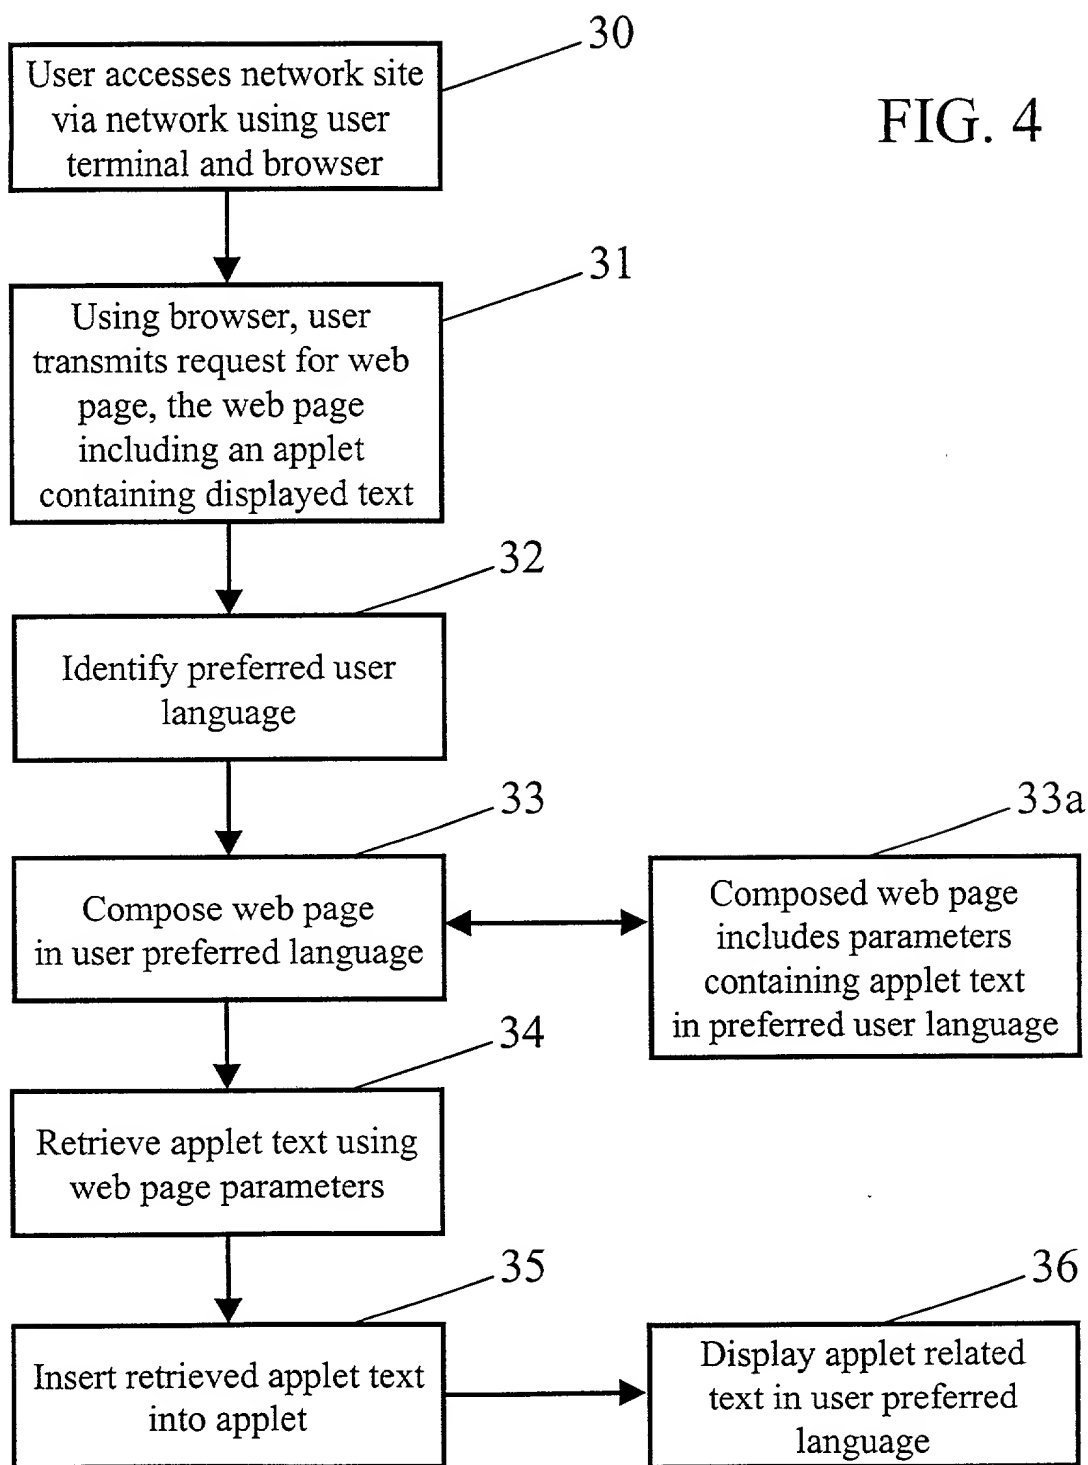 30
User accesses network site
via network using user
terminal and browser
FIG. 4
31
Using browser, user
transmits request for web
page, the web page
including an applet
containing displayed text
32
Identify preferred user
language
33
Compose web page
in user preferred language
33a
Composed web page
includes parameters
containing applet text
in preferred user language
34
Retrieve applet text using
web page parameters
35
Insert retrieved applet text
into applet
36
Display applet related
text in user preferred
language